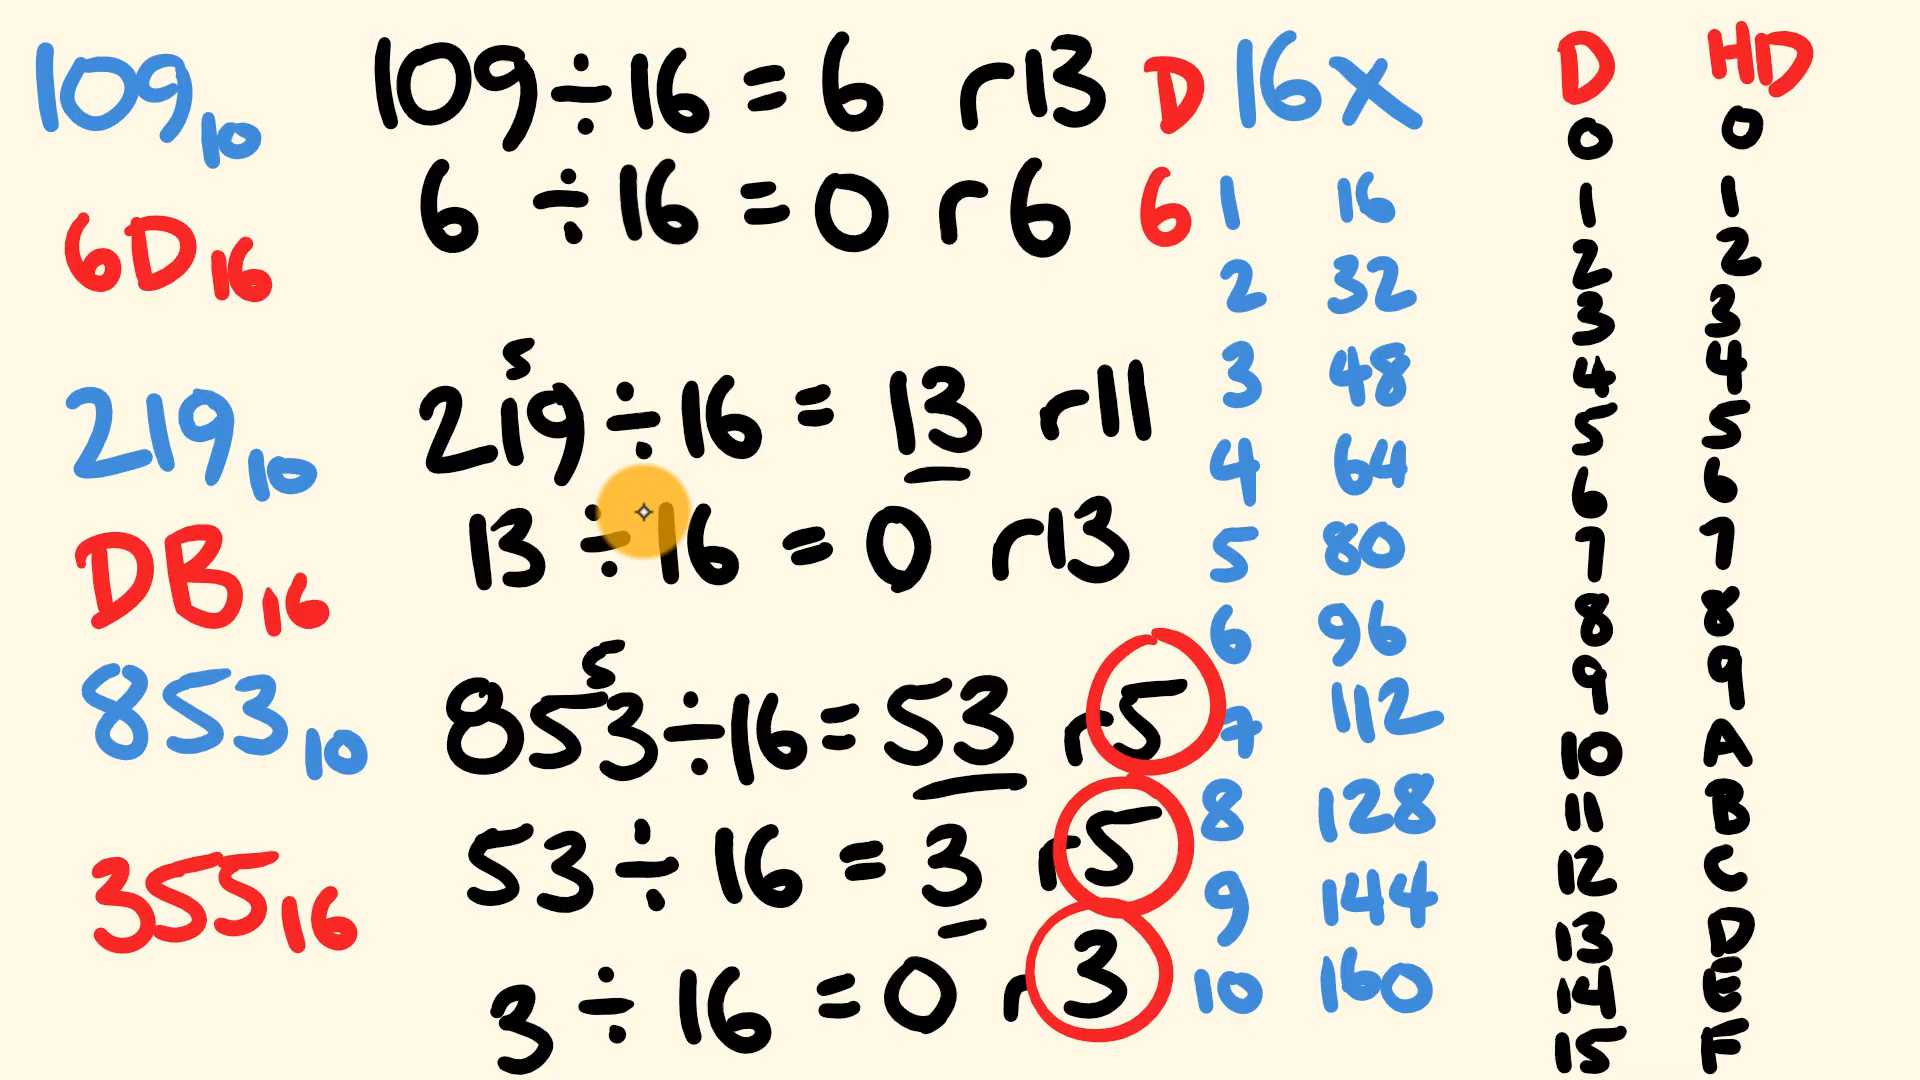 109₁₀
6D₁₆
219₁₀
DB₁₆
853₁₀
355₁₆
109÷16 = 6 r13 D
6 ÷ 16 = 0 r6 6
5
219÷16 = 13 r11
13 ÷ 16 = 0 r13
5
853÷16 = 53 r5
53 ÷ 16 = 3 r5
3 ÷ 16 = 0 r3
16 X
1 16
2 32
3 48
4 64
5 80
6 96
7 112
8 128
9 144
10 160
D HD
0 0
1 1
2 2
3 3
4 4
5 5
6 6
7 7
8 8
9 9
10 A
11 B
12 C
13 D
14 E
15 F